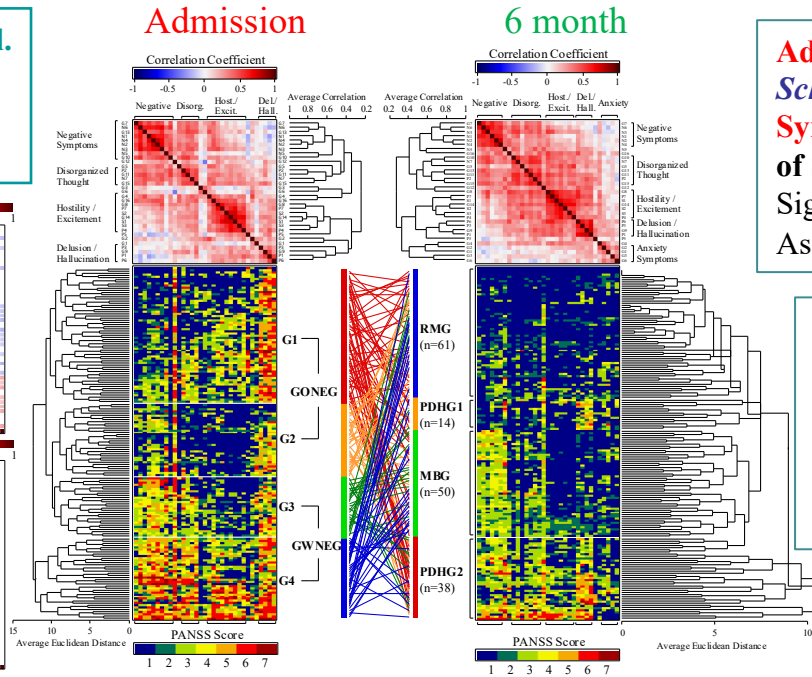 Admission
6 month
l.
Ad
Sc
Sy
of
Sig
As
Correlation Coefficient
-1 -0.5 0 0.5 1
Negative Disorg. Host./ Excit. Del/ Hall.
Average Correlation
1 0.8 0.6 0.4 0.2
Negative
Symptoms
Disorganized
Thought
Hostility /
Excitement
Delusion /
Hallucination
Correlation Coefficient
-1 -0.5 0 0.5 1
Negative Disorg. Host./ Excit. Del/ Hall. Anxiety
Average Correlation
0.2 0.4 0.6 0.8 1
Negative
Symptoms
Disorganized
Thought
Hostility /
Excitement
Delusion /
Hallucination
Anxiety
Symptoms
1
1
G1
GONEG
G2
G3
GWNEG
G4
RMG
(n=61)
PDHG1
(n=14)
MBG
(n=50)
PDHG2
(n=38)
15 10 5 0
Average Euclidean Distance
PANSS Score
1 2 3 4 5 6 7
0 5 10
Average Euclidean Distance
PANSS Score
1 2 3 4 5 6 7